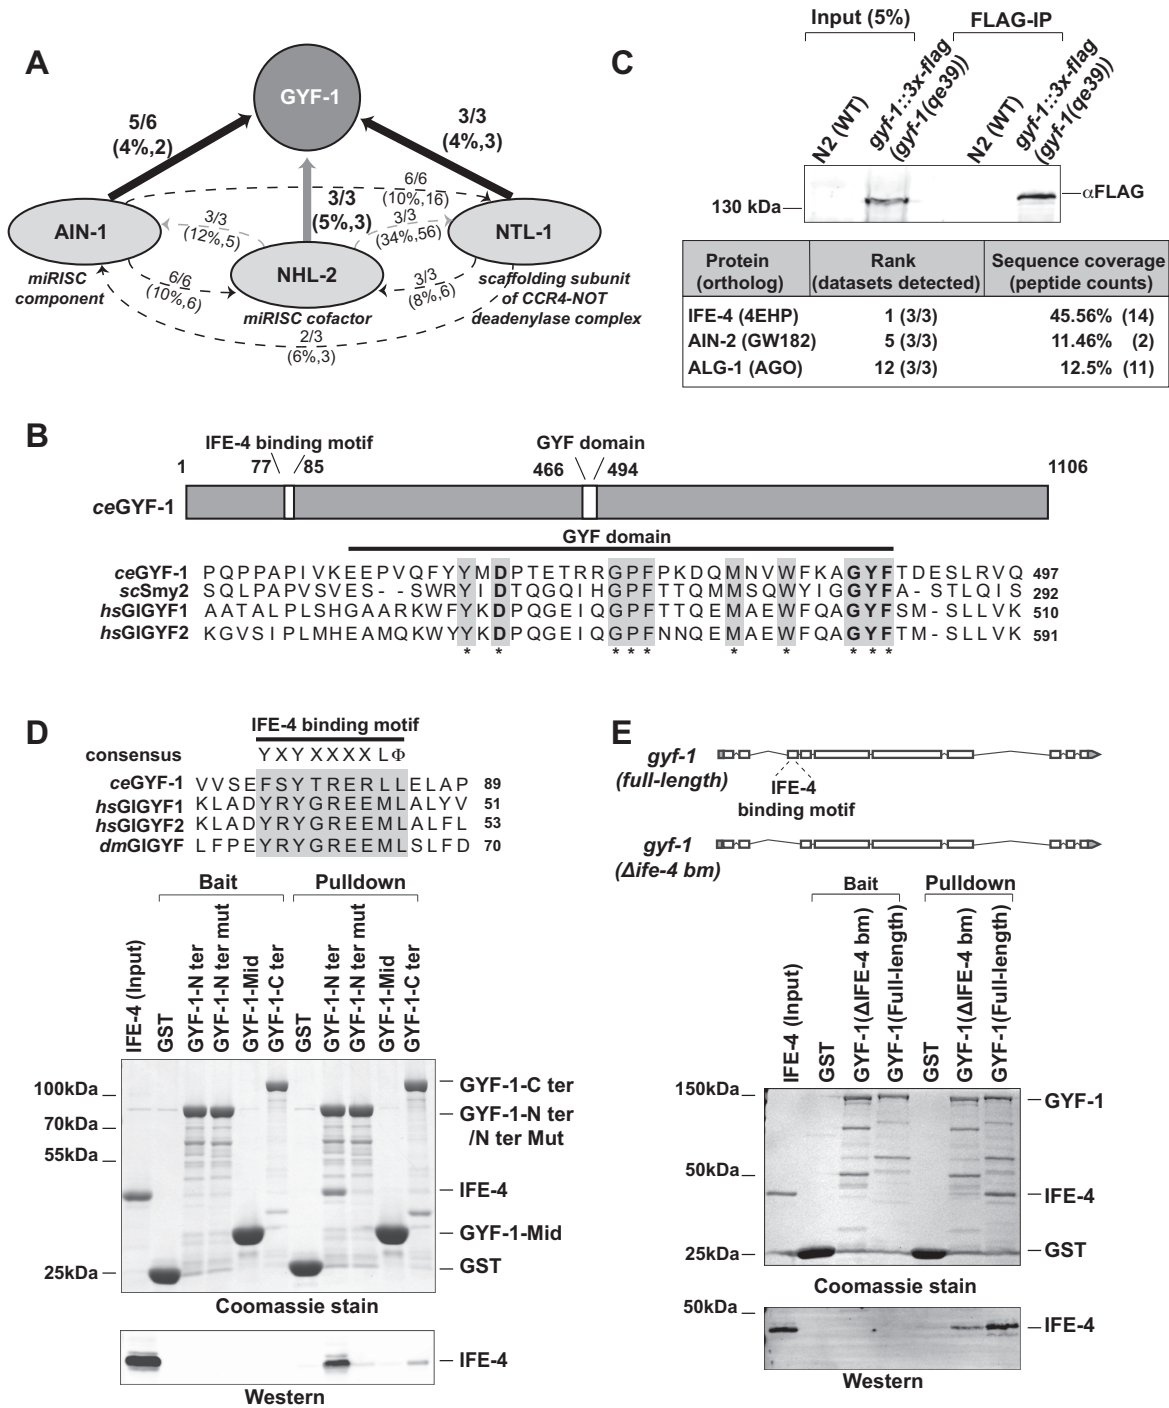 A
GYF-1
5/6
(4%,2)
3/3
(4%,3)
3/3
(5%,3)
6/6
(10%,16)
3/3
(12%,5)
3/3
(34%,56)
AIN-1
NHL-2
NTL-1
miRISC
component
6/6
(10%,6)
3/3
(8%,6)
miRISC cofactor
scaffolding subunit
of CCR4-NOT
deadenylase complex
2/3
(6%,3)
C
Input (5%)
FLAG-IP
N2 (WT)
gyf-1::3x-flag
(gyf-1(qe39))
N2 (WT)
gyf-1::3x-flag
(gyf-1(qe39))
130 kDa
αFLAG
Protein (ortholog) Rank (datasets detected) Sequence coverage (peptide counts)
IFE-4 (4EHP) 1 (3/3) 45.56% (14)
AIN-2 (GW182) 5 (3/3) 11.46% (2)
ALG-1 (AGO) 12 (3/3) 12.5% (11)
B
IFE-4 binding motif
GYF domain
1 77 85 466 494 1106
ceGYF-1
GYF domain
ceGYF-1 PQPPAPIVKEEPVQFYYMDPTETRRGPFPKDQMNVWFKAGYFTDESLRVQ 497
scSmy2 SQLPAPVSVES--SWRYIDTQGQIHGPFTTQMMSQWYIGGYFA-STLQIS 292
hsGIGYF1 AATALPLSHGAARKWFYKDPQGEIQGPFTTQEMAEWFQAGYFSM-SLLVK 510
hsGIGYF2 KGVSIPLMHEAMQKWYYKDPQGEIQGPFNNQEMAEWFQAGYFTM-SLLVK 591
* * * * * * * * * *
D
IFE-4 binding motif
consensus YXYXXXXLΦ
ceGYF-1 VVSEFSYTRERLLELAP 89
hsGIGYF1 KLADYRYGREEMLALYV 51
hsGIGYF2 KLADYRYGREEMLALFL 53
dmGIGYF LFPEYRYGREEMLSLFD 70
Bait
Pulldown
IFE-4 (Input)
GST
GYF-1-N ter
GYF-1-N ter mut
GYF-1-Mid
GYF-1-C ter
GST
GYF-1-N ter
GYF-1-N ter mut
GYF-1-Mid
GYF-1-C ter
100kDa
70kDa
55kDa
25kDa
GYF-1-C ter
GYF-1-N ter
/N ter Mut
IFE-4
GYF-1-Mid
GST
Coomassie stain
IFE-4
Western
E
gyf-1
(full-length)
IFE-4
binding motif
gyf-1
(Δife-4 bm)
Bait
Pulldown
IFE-4 (Input)
GST
GYF-1(ΔIFE-4 bm)
GYF-1(Full-length)
GST
GYF-1(ΔIFE-4 bm)
GYF-1(Full-length)
150kDa
50kDa
25kDa
GYF-1
IFE-4
GST
Coomassie stain
50kDa
IFE-4
Western